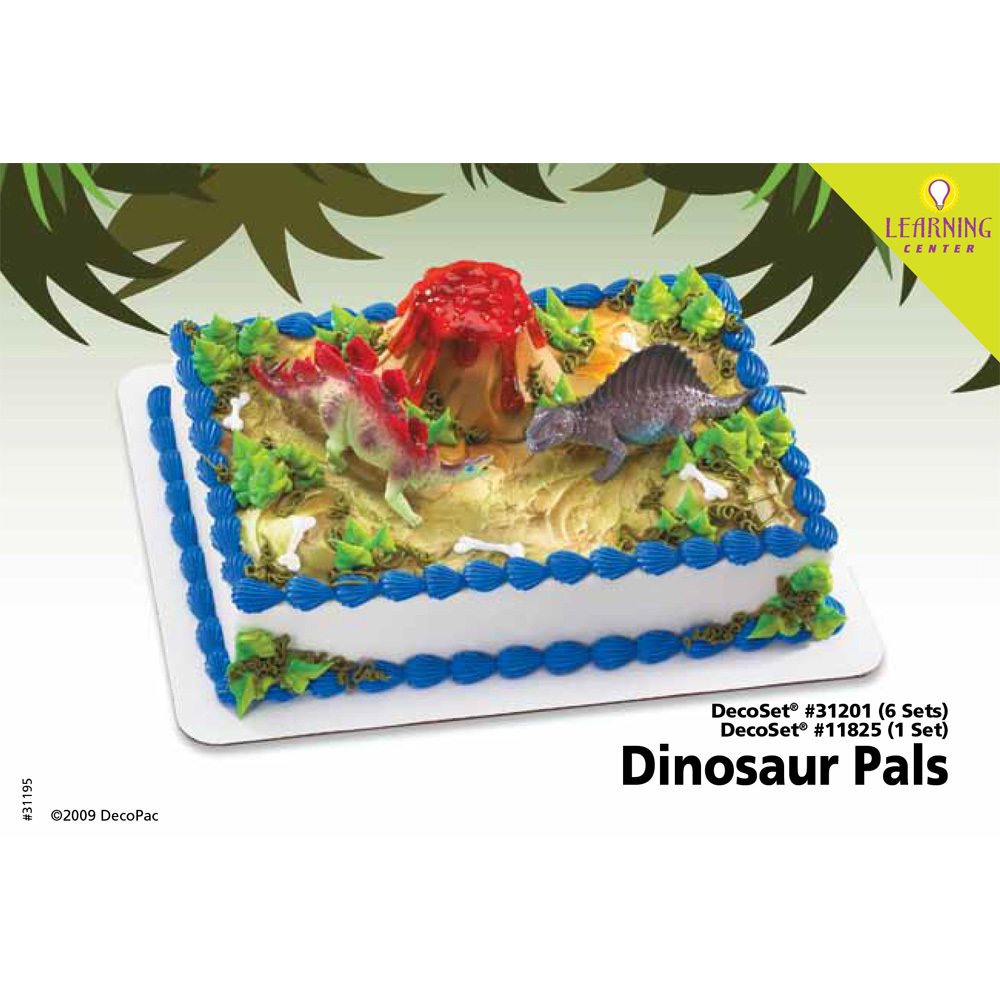 LEARNING
CENTER
DecoSet® #31201 (6 Sets)
DecoSet® #11825 (1 Set)
Dinosaur Pals
#31195
©2009 DecoPac